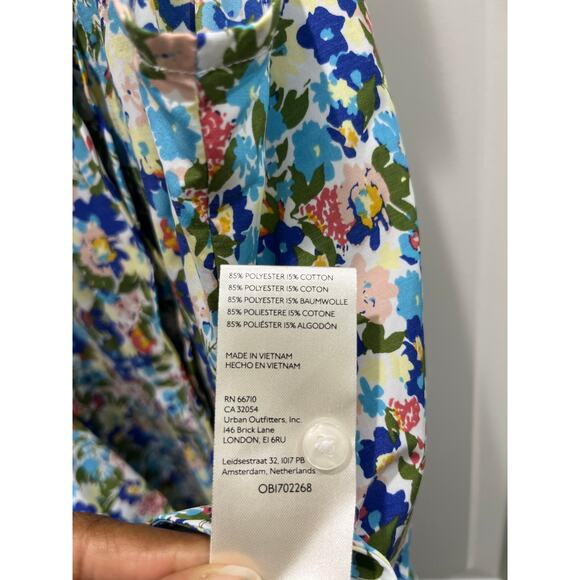 85% POLYESTER 15% COTTON
85% POLYESTER 15% COTON
85% POLYESTER 15% BAUMWOLLE
85% POLIESTERE 15% COTONE
85% POLIÉSTER 15% ALGODÓN
MADE IN VIETNAM
HECHO EN VIETNAM
RN 66710
CA 32054
Urban Outfitters, Inc.
146 Brick Lane
LONDON, E1 6RU
Leidsestraat 32, 1017 PB
Amsterdam, Netherlands
OB1702268